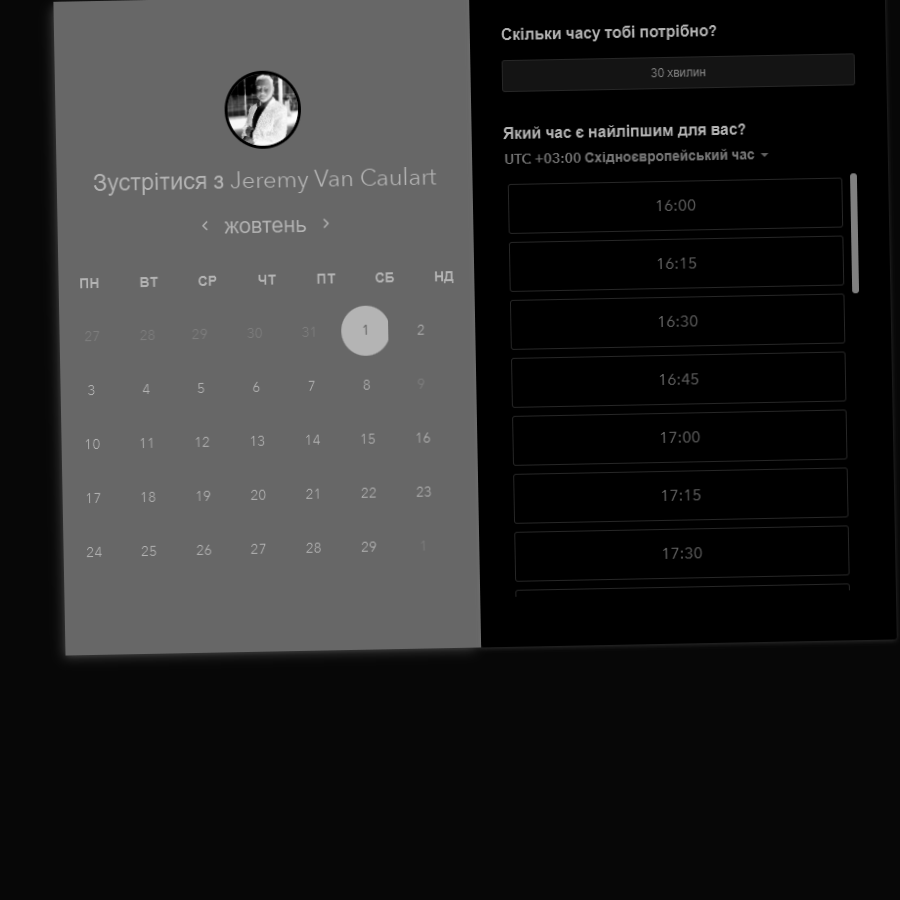 Зустрітися з Jeremy Van Caulart
жовтень
ПН ВТ СР ЧТ ПТ СБ НД
27 28 29 30 31 1 2
3 4 5 6 7 8 9
10 11 12 13 14 15 16
17 18 19 20 21 22 23
24 25 26 27 28 29 1
Скільки часу тобі потрібно?
30 хвилин
Який час є найліпшим для вас?
UTC +03:00 Східноєвропейський час
16:00
16:15
16:30
16:45
17:00
17:15
17:30